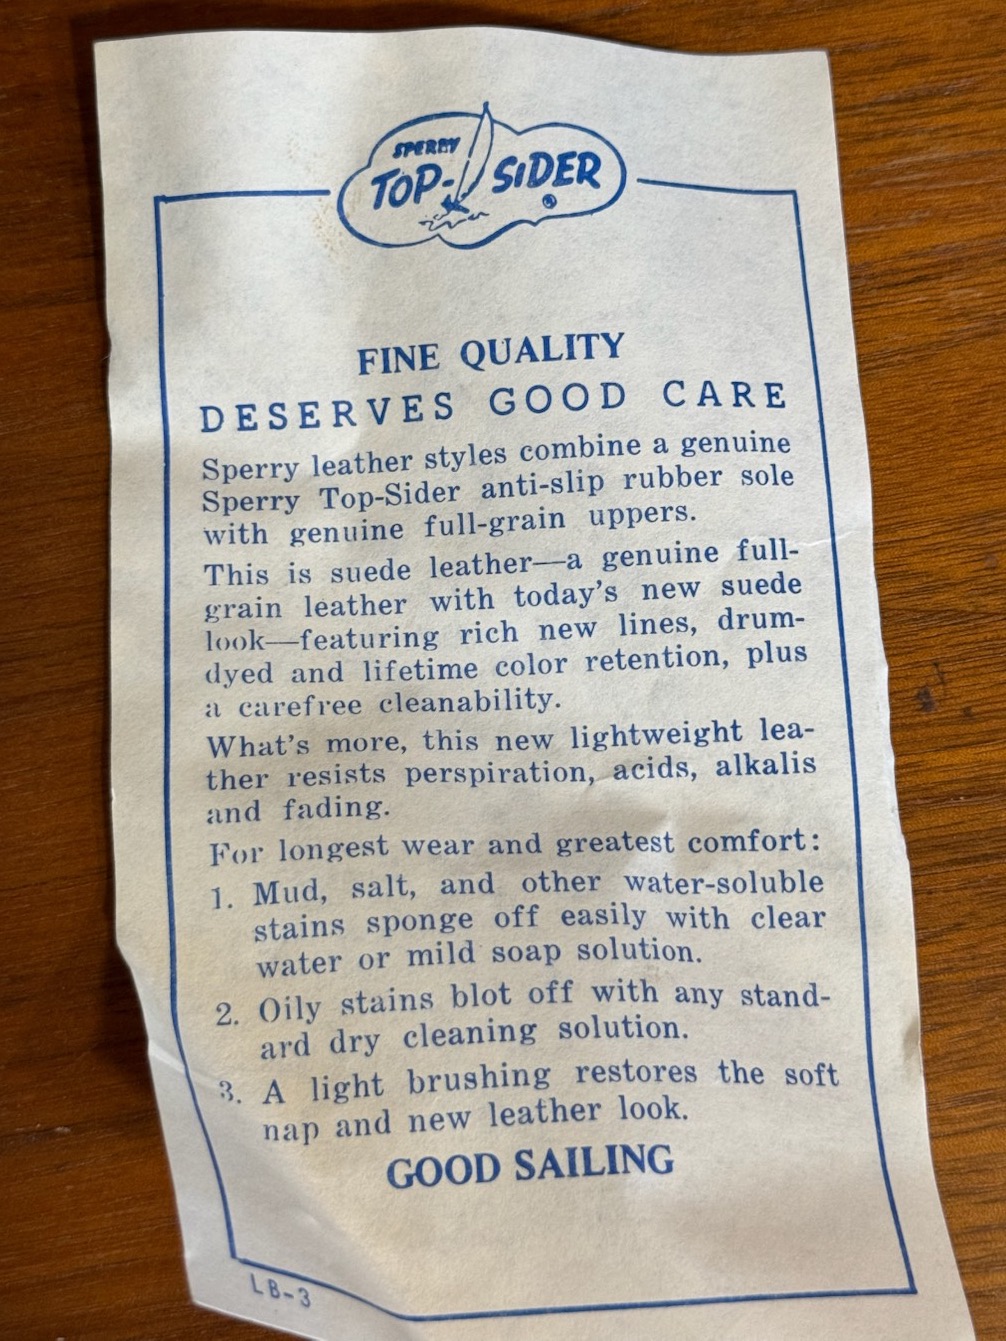 SPERRY
TOP-SIDER
®
FINE QUALITY
DESERVES GOOD CARE
Sperry leather styles combine a genuine
Sperry Top-Sider anti-slip rubber sole
with genuine full-grain uppers.
This is suede leather—a genuine full-
grain leather with today's new suede
look—featuring rich new lines, drum-
dyed and lifetime color retention, plus
a carefree cleanability.
What's more, this new lightweight lea-
ther resists perspiration, acids, alkalis
and fading.
For longest wear and greatest comfort:
1. Mud, salt, and other water-soluble
stains sponge off easily with clear
water or mild soap solution.
2. Oily stains blot off with any stand-
ard dry cleaning solution.
3. A light brushing restores the soft
nap and new leather look.
GOOD SAILING
LB-3